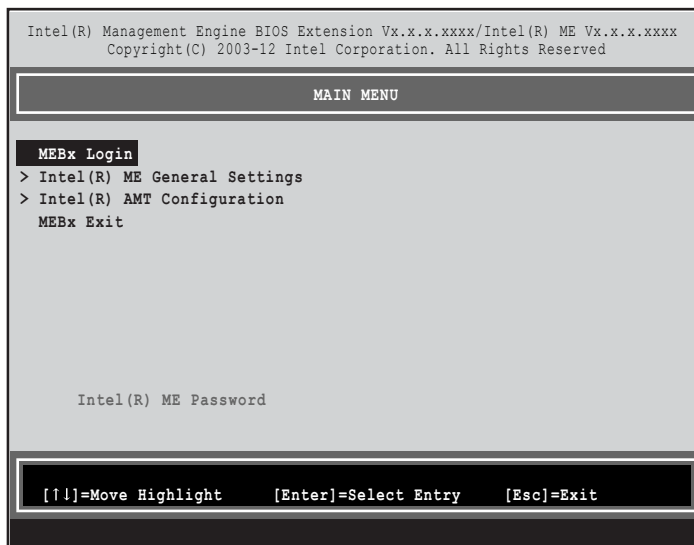 Intel(R) Management Engine BIOS Extension Vx.x.x.xxxx/Intel(R) ME Vx.x.x.xxxx
Copyright(C) 2003-12 Intel Corporation. All Rights Reserved
MAIN MENU
MEBx Login
> Intel(R) ME General Settings
> Intel(R) AMT Configuration
MEBx Exit
Intel(R) ME Password
[↑↓]=Move Highlight [Enter]=Select Entry [Esc]=Exit